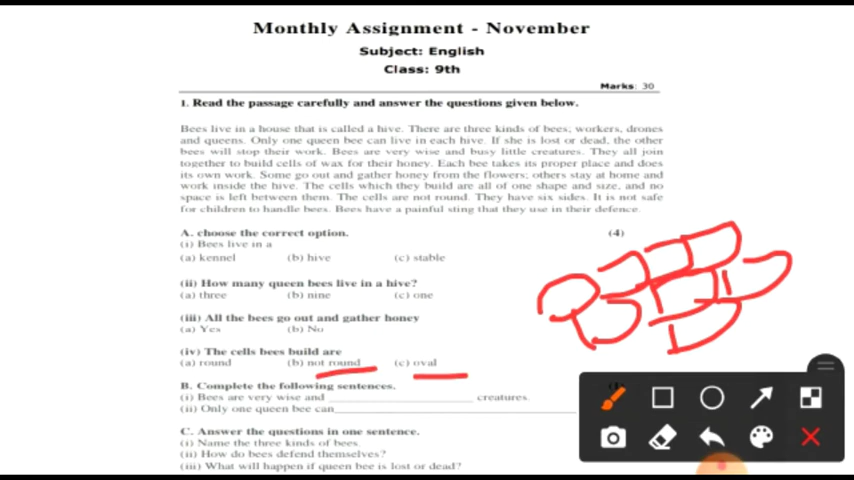 Monthly Assignment - November
Subject: English
Class: 9th
Marks: 30
1. Read the passage carefully and answer the questions given below.
Bees live in a house that is called a hive. There are three kinds of bees; workers, drones
and queens. Only one queen bee can live in each hive. If she is lost or dead, the other
bees will stop their work. Bees are very wise and busy little creatures. They all join
together to build cells of wax for their honey. Each bee takes its proper place and does
its own work. Some go out and gather honey from the flowers; others stay at home and
work inside the hive. The cells which they build are all of one shape and size, and no
space is left between them. The cells are not round. They have six sides. It is not safe
for children to handle bees. Bees have a painful sting that they use in their defence.
A. choose the correct option. (4)
(i) Bees live in a
(a) kennel (b) hive (c) stable
(ii) How many queen bees live in a hive?
(a) three (b) nine (c) one
(iii) All the bees go out and gather honey
(a) Yes (b) No
(iv) The cells bees build are
(a) round (b) not round (c) oval
B. Complete the following sentences.
(i) Bees are very wise and ______ creatures.
(ii) Only one queen bee can______
C. Answer the questions in one sentence.
(i) Name the three kinds of bees.
(ii) How do bees defend themselves?
(iii) What will happen if queen bee is lost or dead?